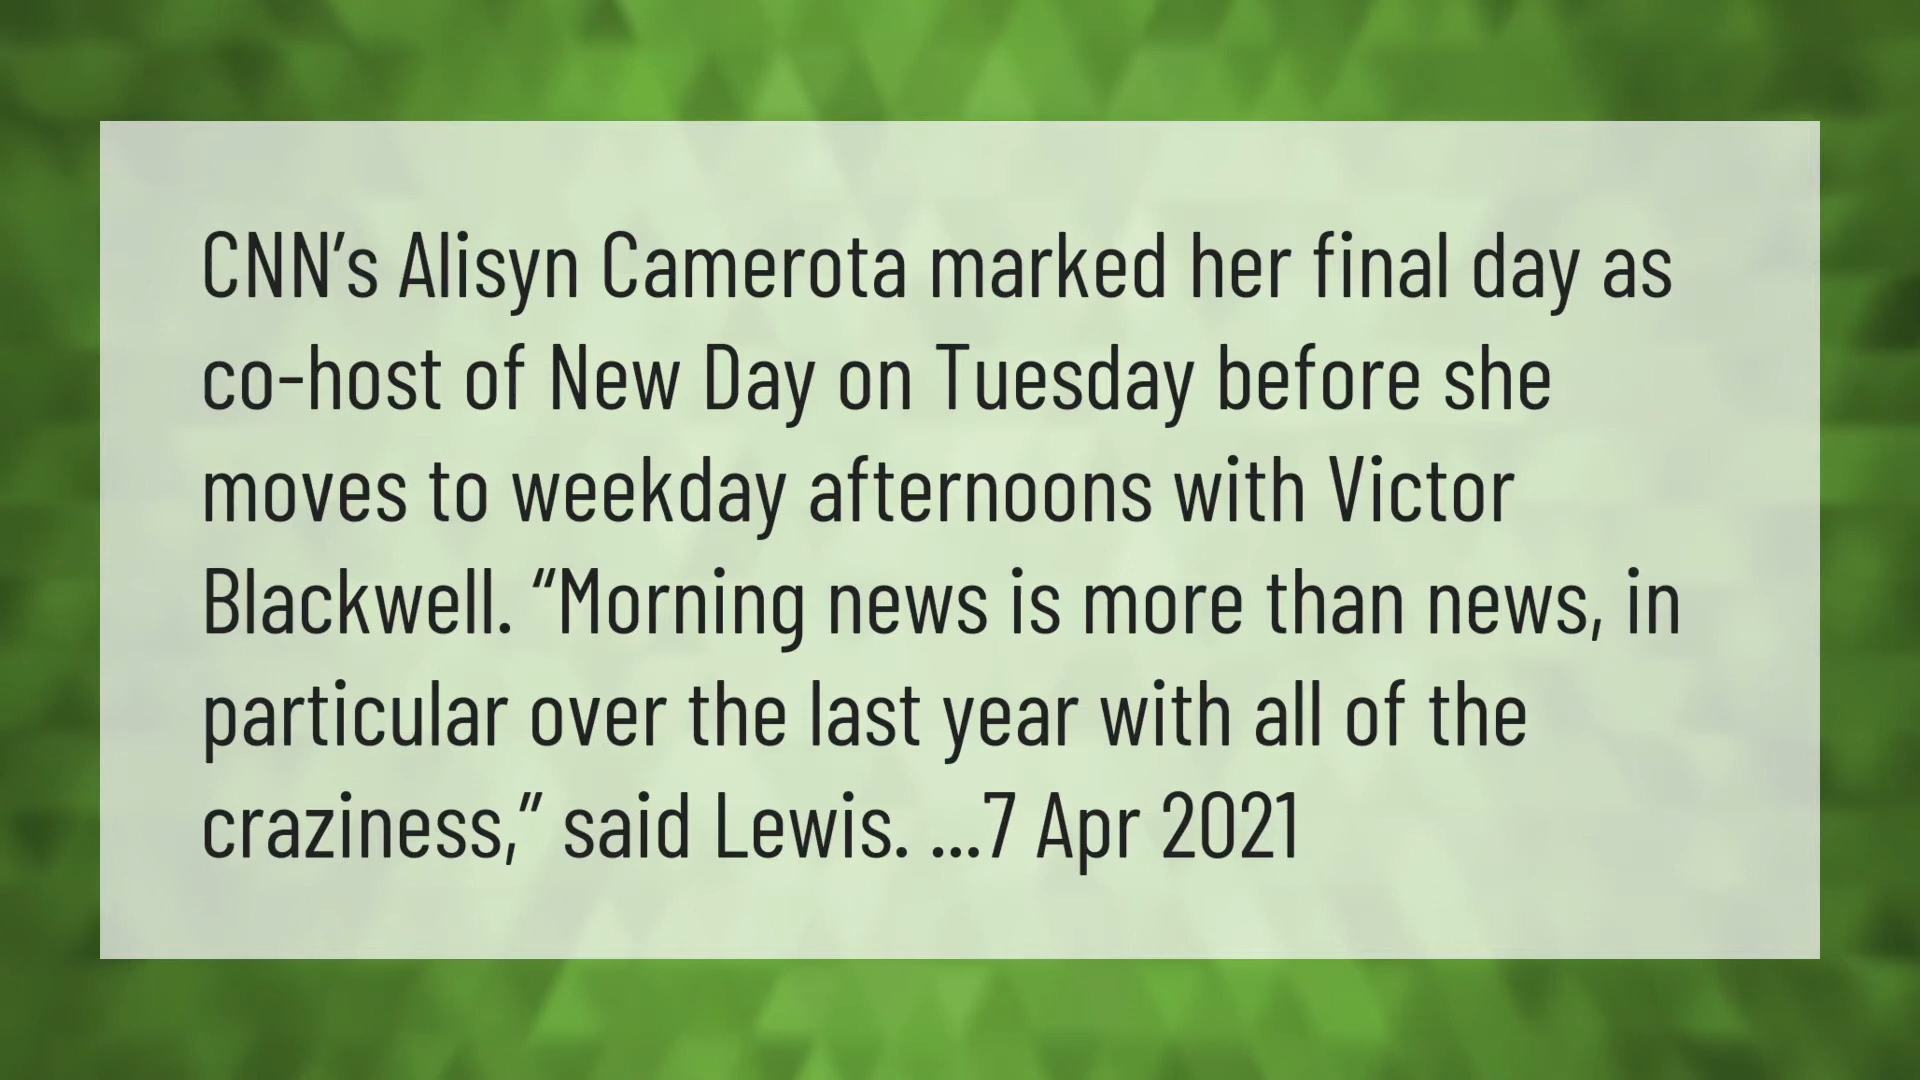 CNN’s Alisyn Camerota marked her final day as
co-host of New Day on Tuesday before she
moves to weekday afternoons with Victor
Blackwell. “Morning news is more than news, in
particular over the last year with all of the
craziness,” said Lewis. ...7 Apr 2021